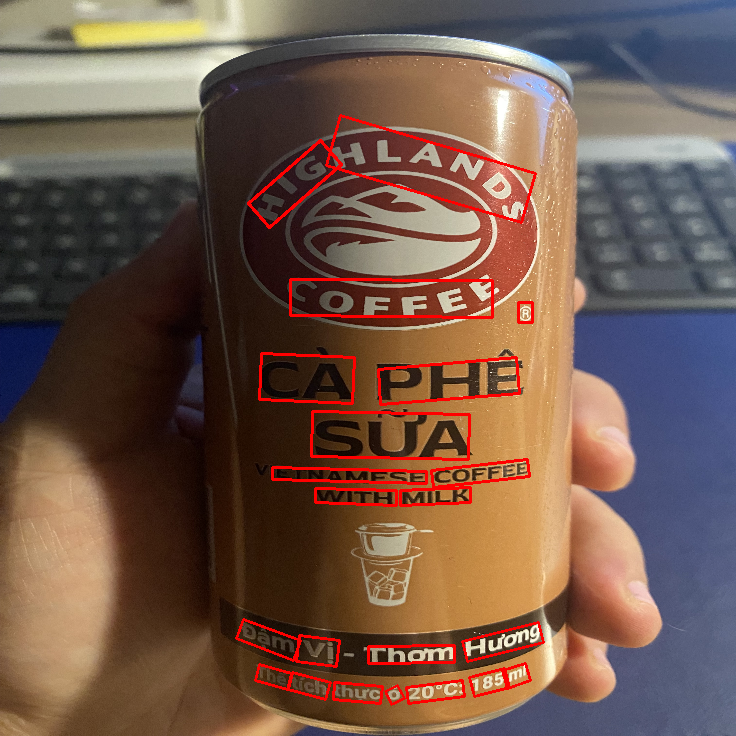 HIGHLANDS
COFFEE ®
CÀ PHÊ
SỮA
VIETNAMESE COFFEE
WITH MILK
Đậm Vị - Thơm Hương
Thể tích thực ở 20°C: 185 ml